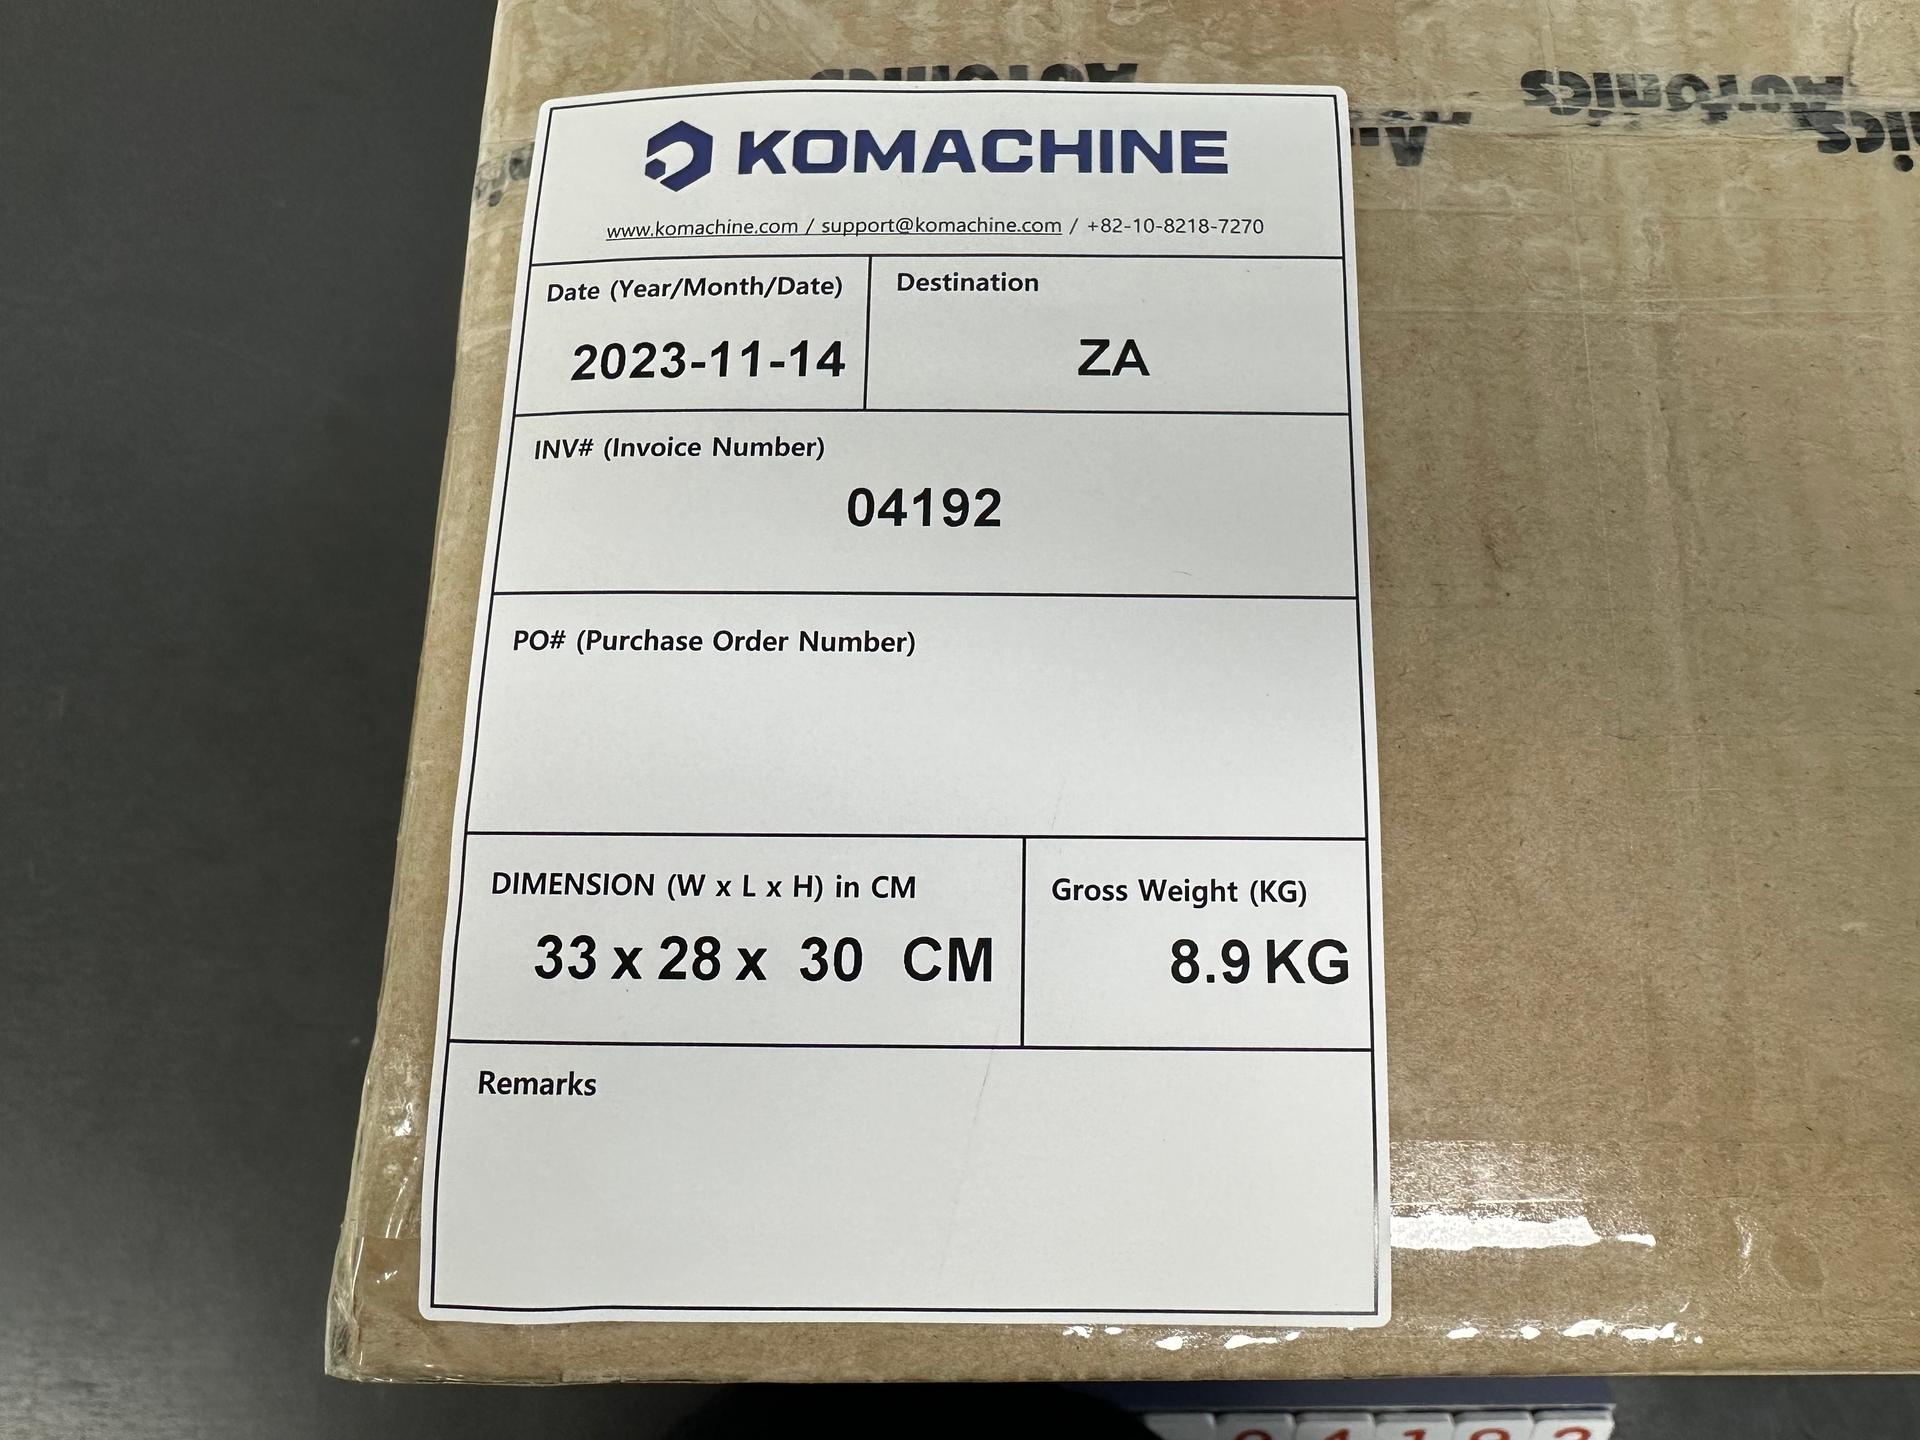 Autonics
Autonics
KOMACHINE
www.komachine.com / support@komachine.com / +82-10-8218-7270
Date (Year/Month/Date)
2023-11-14
Destination
ZA
INV# (Invoice Number)
04192
PO# (Purchase Order Number)
DIMENSION (W x L x H) in CM
33 x 28 x 30 CM
Gross Weight (KG)
8.9 KG
Remarks